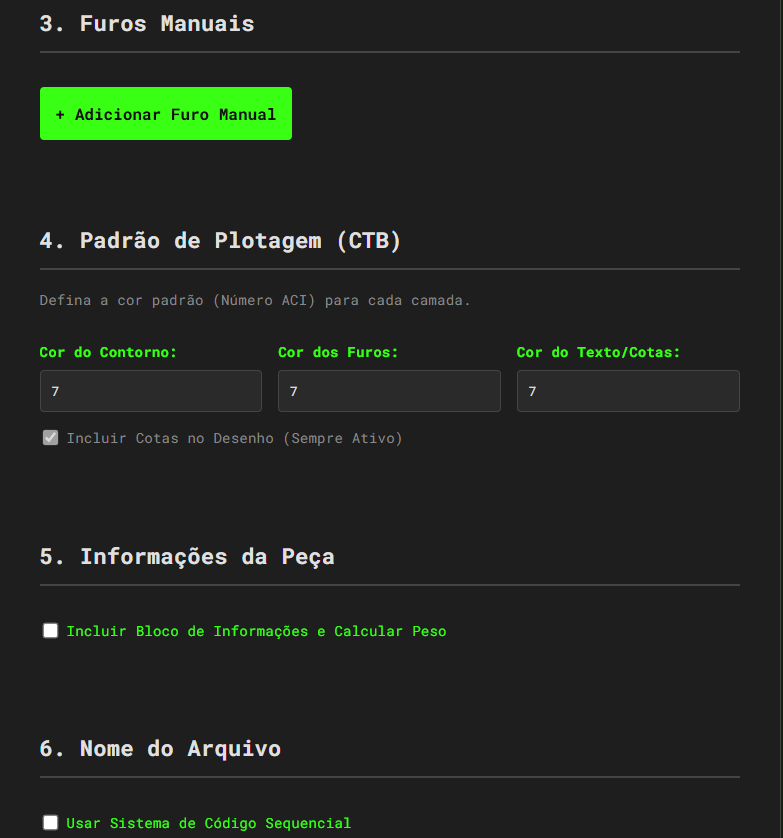 3. Furos Manuais
+ Adicionar Furo Manual
4. Padrão de Plotagem (CTB)
Defina a cor padrão (Número ACI) para cada camada.
Cor do Contorno: Cor dos Furos: Cor do Texto/Cotas:
7 7 7
Incluir Cotas no Desenho (Sempre Ativo)
5. Informações da Peça
Incluir Bloco de Informações e Calcular Peso
6. Nome do Arquivo
Usar Sistema de Código Sequencial